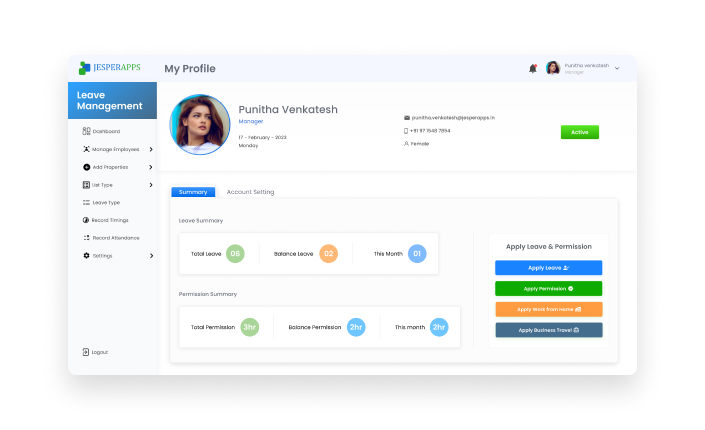 JESPERAPPS
My Profile
Punitha venkatesh
Manager
Leave
Management
Dashboard
Manage Employees
Add Properties
List Type
Leave type
Record Timings
Record Attendance
Settings
Logout
Punitha Venkatesh
Manager
17 - February - 2023
Monday
punitha.venkatesh@jesperapps.in
+91 97 1548 7654
Female
Active
Summary
Account Setting
Leave Summary
Total Leave 06
Balance Leave 02
This Month 01
Permission Summary
Total Permission 3hr
Balance Permission 2hr
This month 2hr
Apply Leave & Permission
Apply Leave
Apply Permission
Apply Work from Home
Apply Business Travel